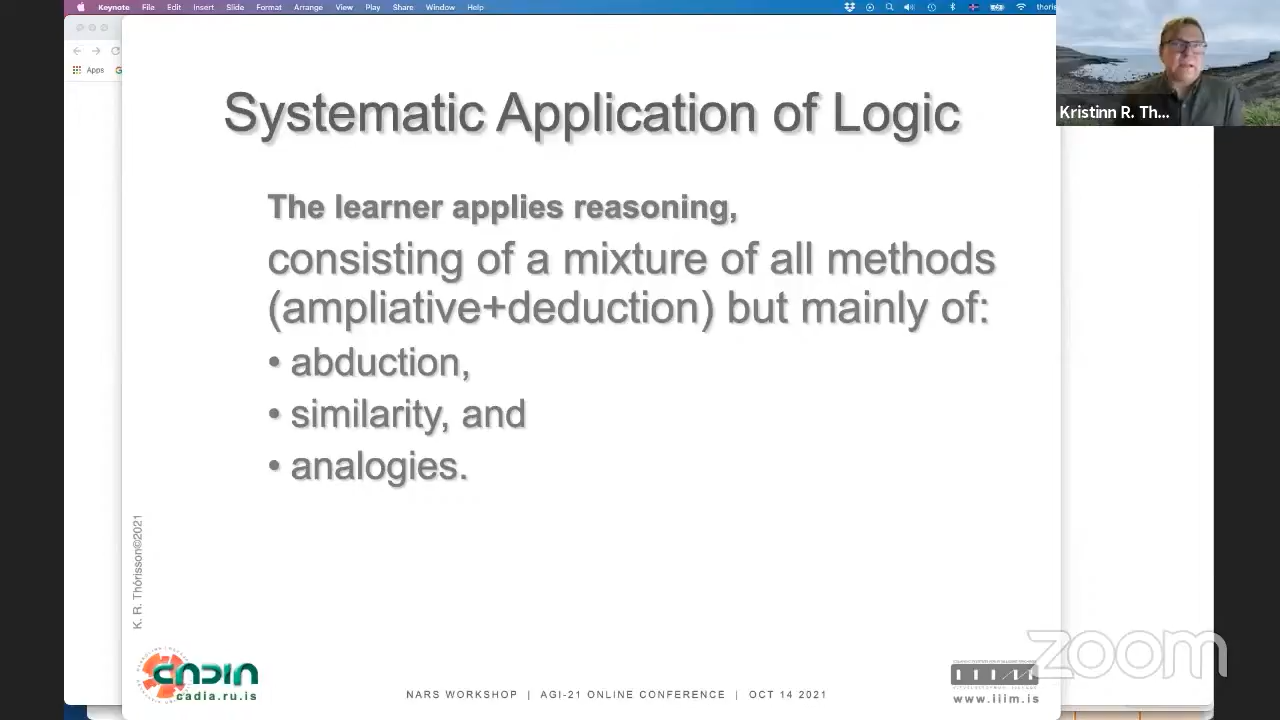 Keynote File Edit Insert Slide Format Arrange View Play Share Window Help
Apps
Kristinn R. Th...
Systematic Application of Logic
The learner applies reasoning,
consisting of a mixture of all methods
(ampliative+deduction) but mainly of:
• abduction,
• similarity, and
• analogies.
K. R. Thórisson©2021
CADIA
cadia.ru.is
NARS WORKSHOP | AGI-21 ONLINE CONFERENCE | OCT 14 2021
www.iiim.is
zoom